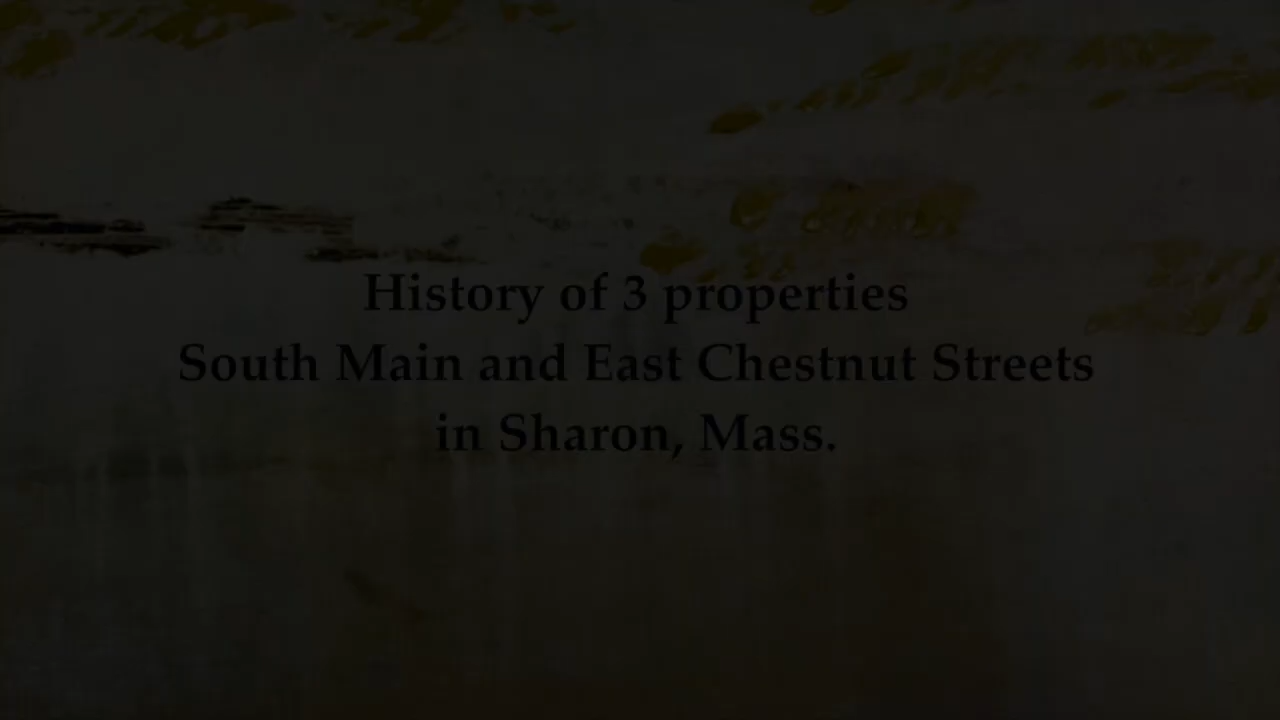 History of 3 properties
South Main and East Chestnut Streets
in Sharon, Mass.